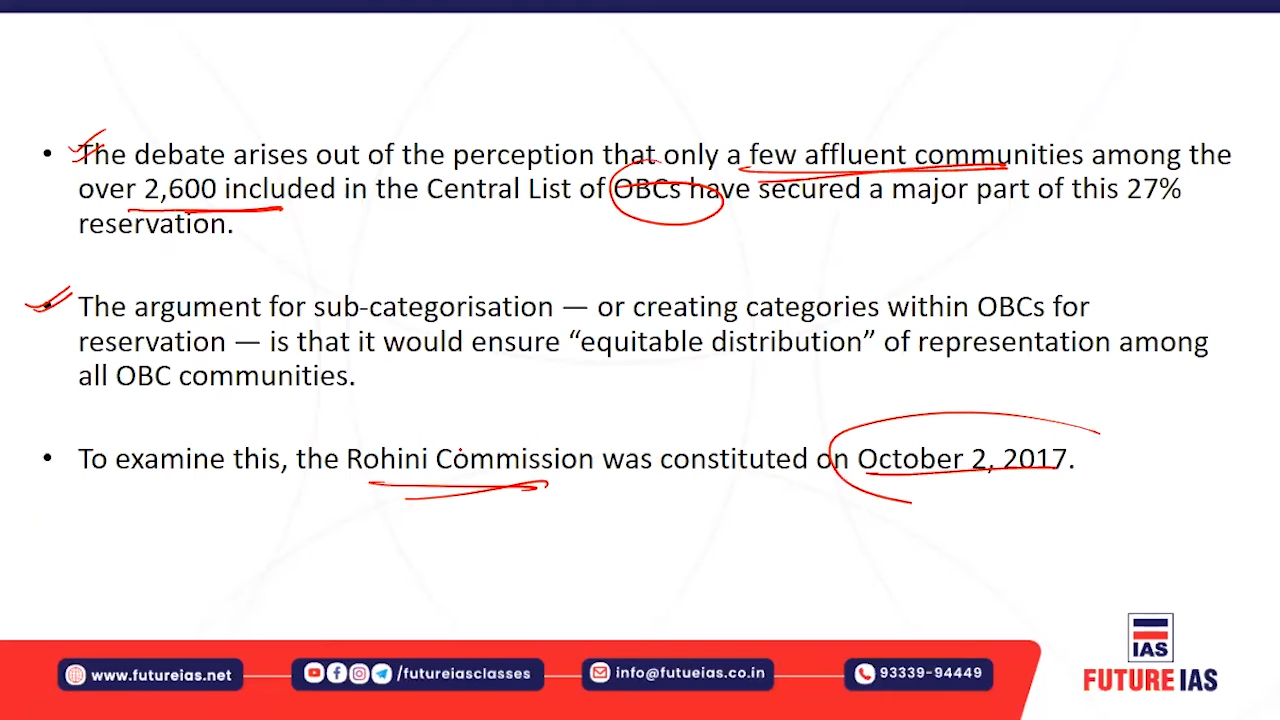 • The debate arises out of the perception that only a few affluent communities among the
over 2,600 included in the Central List of OBCs have secured a major part of this 27%
reservation.
• The argument for sub-categorisation — or creating categories within OBCs for
reservation — is that it would ensure “equitable distribution” of representation among
all OBC communities.
• To examine this, the Rohini Commission was constituted on October 2, 2017.
IAS
FUTURE IAS
www.futureias.net
/futureiasclasses
info@futueias.co.in
93339-94449